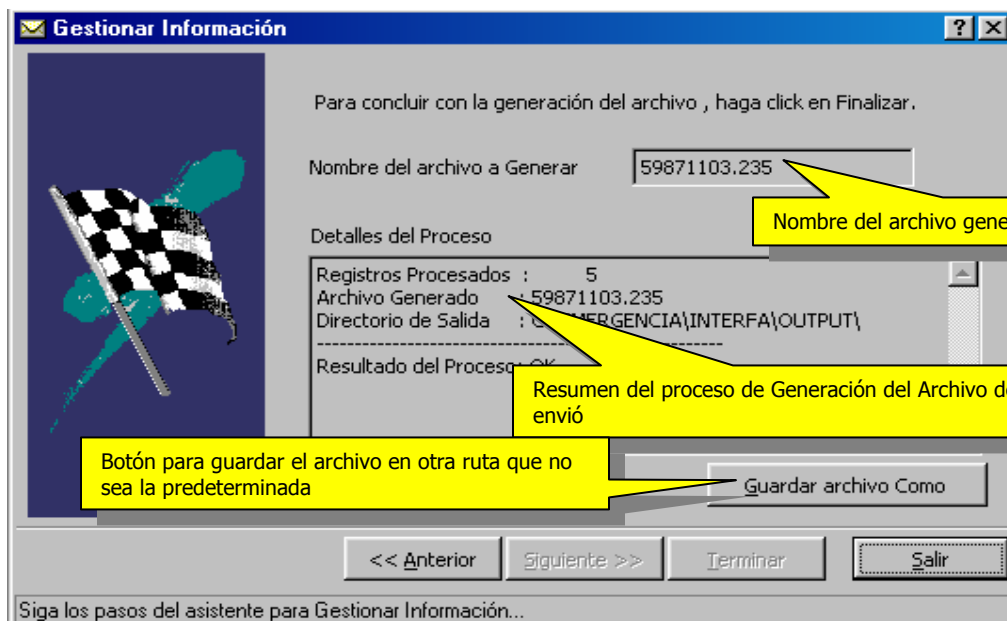 Gestionar Información
Para concluir con la generación del archivo , haga click en Finalizar.
Nombre del archivo a Generar
59871103.235
Nombre del archivo gene
Detalles del Proceso
Registros Procesados : 5
Archivo Generado : 59871103.235
Directorio de Salida : MERGENCIA\INTERFA\OUTPUT\
Resultado del Proceso: OK
Resumen del proceso de Generación del Archivo de
envió
Botón para guardar el archivo en otra ruta que no
sea la predeterminada
Guardar archivo Como
<< Anterior
Siguiente >>
Terminar
Salir
Siga los pasos del asistente para Gestionar Información...